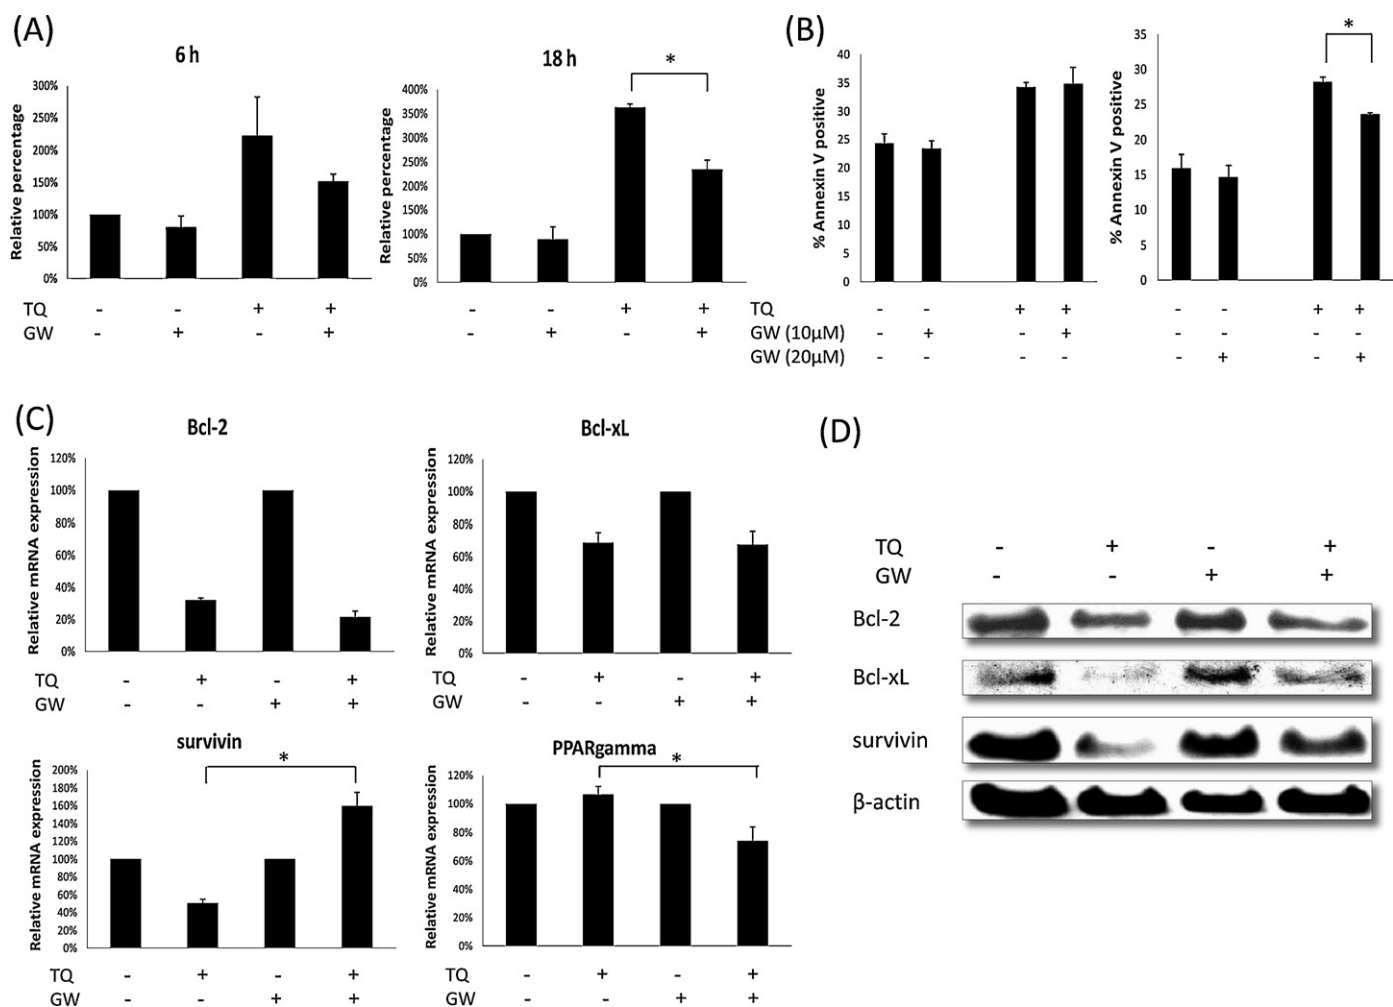 (A)
6 h
Relative percentage
300%
250%
200%
150%
100%
50%
0%
18 h
*
Relative percentage
400%
350%
300%
250%
200%
150%
100%
50%
0%
TQ - - + + - - + +
GW - + - + - + - +
(B)
% Annexin V positive
40
35
30
25
20
15
10
5
0
*
% Annexin V positive
35
30
25
20
15
10
5
0
TQ - - + + - - + +
GW (10µM) - + - + - - - -
GW (20µM) - - - - - + - +
(C)
Bcl-2
Relative mRNA expression
120%
100%
80%
60%
40%
20%
0%
TQ - + - +
GW - - + +
Bcl-xL
Relative mRNA expression
120%
100%
80%
60%
40%
20%
0%
TQ - + - +
GW - - + +
survivin
*
Relative mRNA expression
200%
180%
160%
140%
120%
100%
80%
60%
40%
20%
0%
TQ - + - +
GW - - + +
PPARgamma
*
Relative mRNA expression
120%
100%
80%
60%
40%
20%
0%
TQ - + - +
GW - - + +
(D)
TQ - + - +
GW - - + +
Bcl-2
Bcl-xL
survivin
β-actin